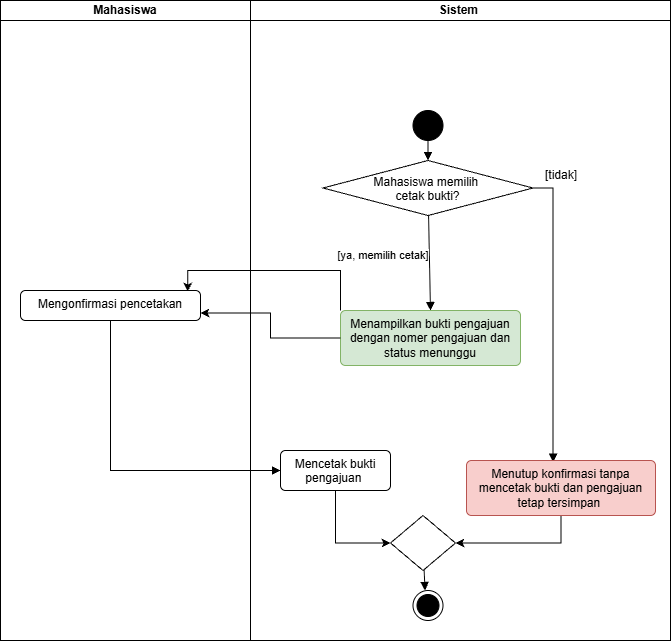 Mahasiswa
Sistem
Mahasiswa memilih
cetak bukti?
[tidak]
[ya, memilih cetak]
Mengonfirmasi pencetakan
Menampilkan bukti pengajuan
dengan nomer pengajuan dan
status menunggu
Mencetak bukti
pengajuan
Menutup konfirmasi tanpa
mencetak bukti dan pengajuan
tetap tersimpan